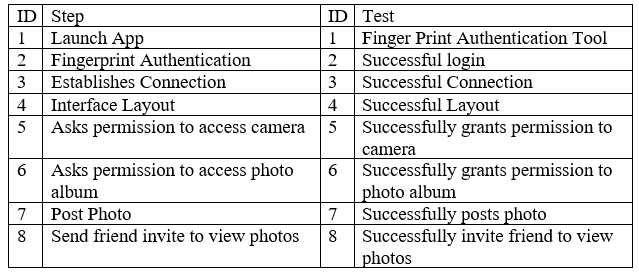 ID Step ID Test
1 Launch App 1 Finger Print Authentication Tool
2 Fingerprint Authentication 2 Successful login
3 Establishes Connection 3 Successful Connection
4 Interface Layout 4 Successful Layout
5 Asks permission to access camera 5 Successfully grants permission to
camera
6 Asks permission to access photo
album
6 Successfully grants permission to
photo album
7 Post Photo 7 Successfully posts photo
8 Send friend invite to view photos 8 Successfully invite friend to view
photos